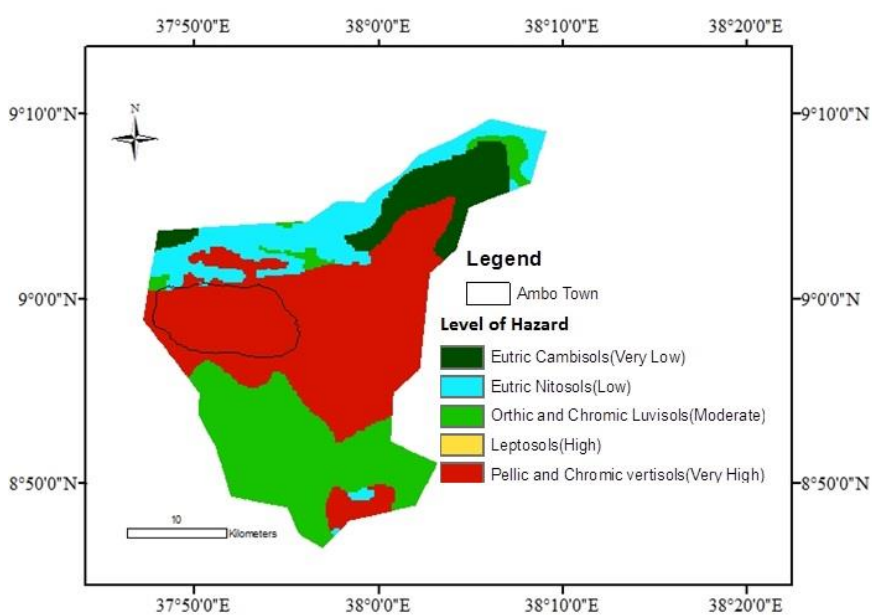 37°50'0"E 38°0'0"E 38°10'0"E 38°20'0"E
9°10'0"N 9°10'0"N
N
Legend
Ambo Town
9°0'0"N 9°0'0"N
Level of Hazard
Eutric Cambisols(Very Low)
Eutric Nitosols(Low)
Orthic and Chromic Luvisols(Moderate)
Leptosols(High)
Pellic and Chromic vertisols(Very High)
8°50'0"N 8°50'0"N
10
Kilometers
37°50'0"E 38°0'0"E 38°10'0"E 38°20'0"E